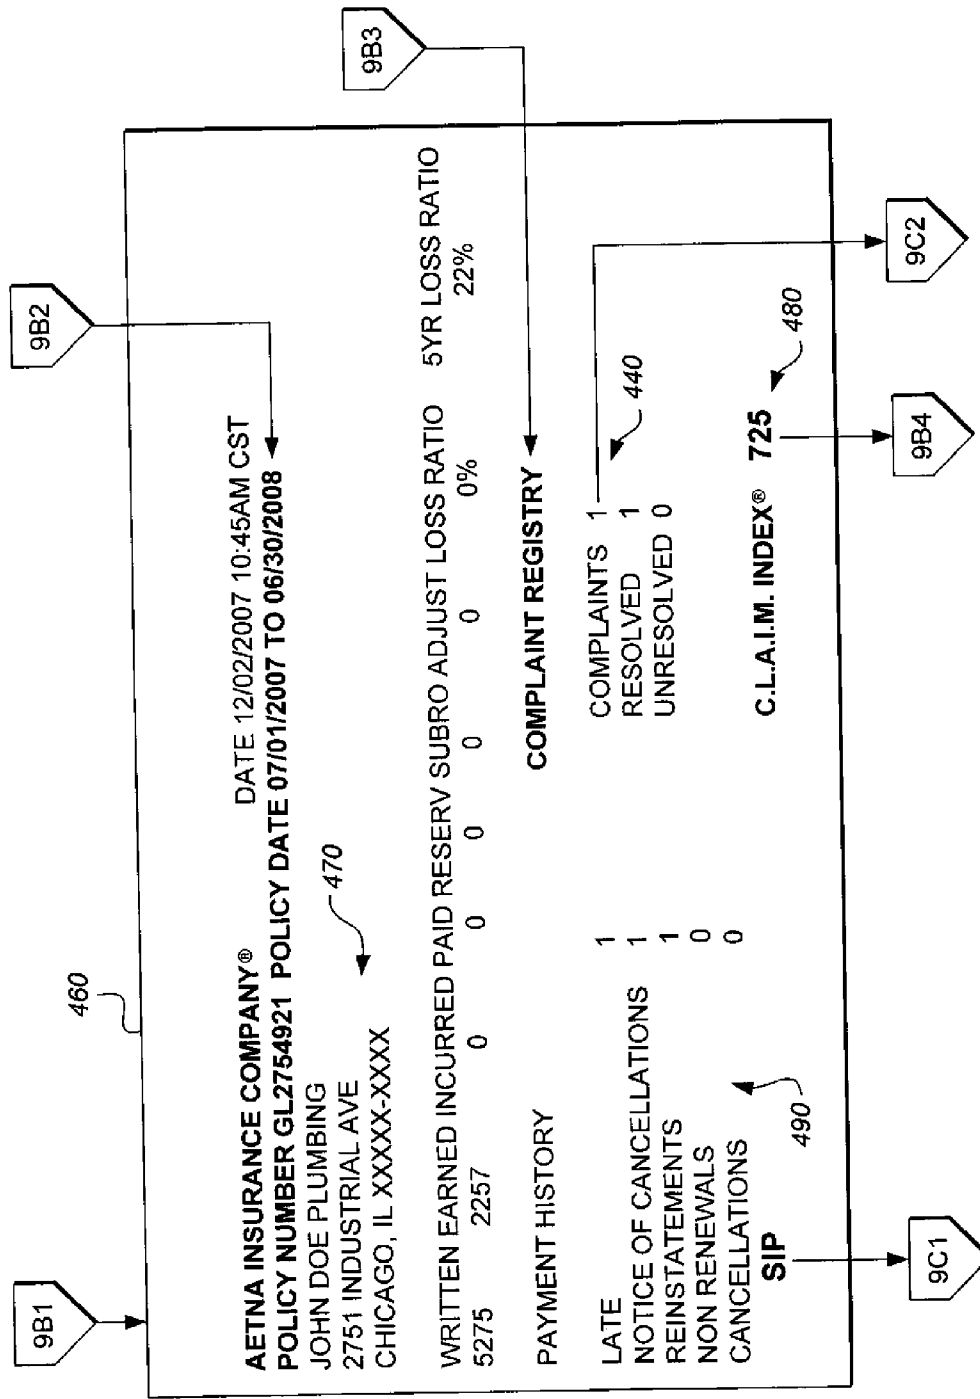 9B1
9B2
9B3
460
AETNA INSURANCE COMPANY® DATE 12/02/2007 10:45AM CST
POLICY NUMBER GL2754921 POLICY DATE 07/01/2007 TO 06/30/2008
JOHN DOE PLUMBING
2751 INDUSTRIAL AVE
470
CHICAGO, IL XXXXX-XXXX
WRITTEN EARNED INCURRED PAID RESERV SUBRO ADJUST LOSS RATIO 5YR LOSS RATIO
5275 2257 0 0 0 0 0 0% 22%
PAYMENT HISTORY COMPLAINT REGISTRY
LATE 1 COMPLAINTS 1
NOTICE OF CANCELLATIONS 1 RESOLVED 1
REINSTATEMENTS 1 UNRESOLVED 0
NON RENEWALS 0
CANCELLATIONS 0
440
490
SIP C.L.A.I.M. INDEX® 725
480
9C1
9B4
9C2